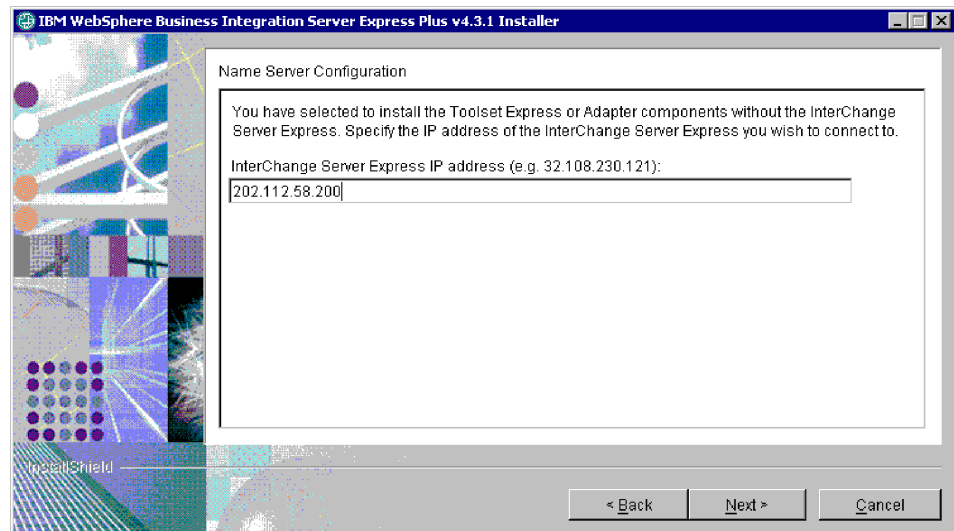 IBM WebSphere Business Integration Server Express Plus v4.3.1 Installer
Name Server Configuration
You have selected to install the Toolset Express or Adapter components without the InterChange
Server Express. Specify the IP address of the InterChange Server Express you wish to connect to.
InterChange Server Express IP address (e.g. 32.108.230.121):
202.112.58.200
InstallShield
< Back
Next >
Cancel